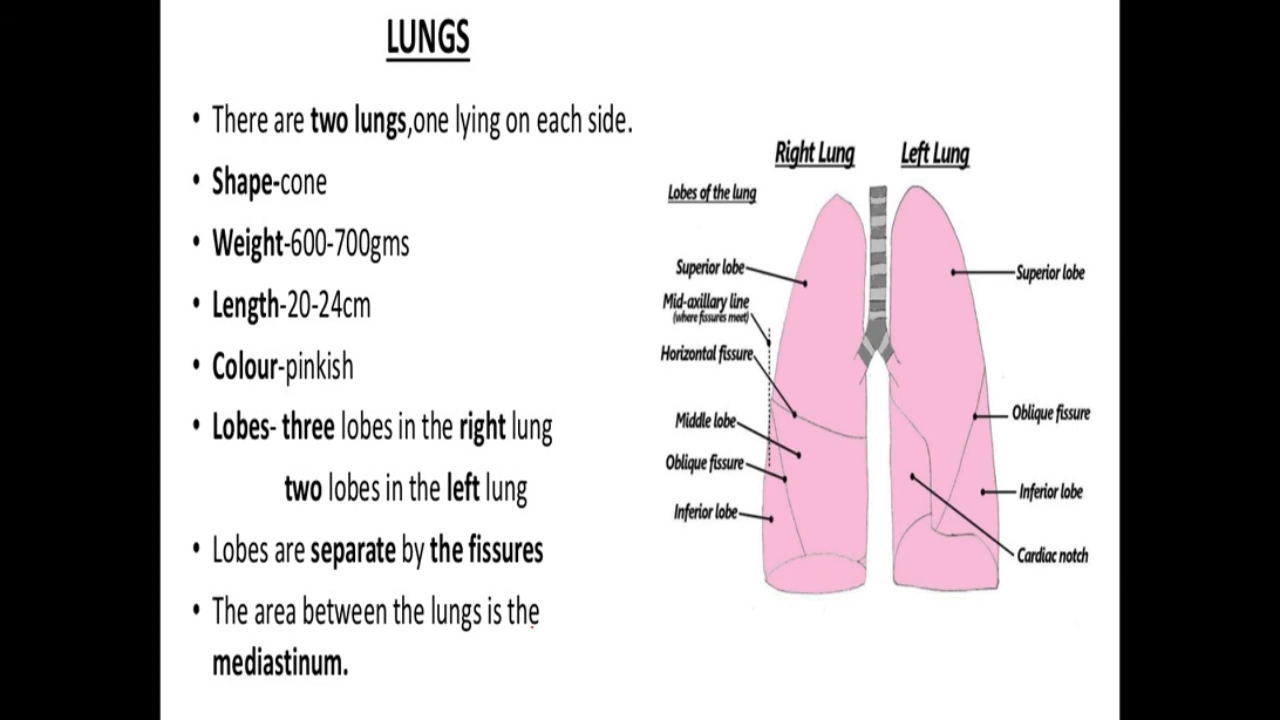 LUNGS
• There are two lungs,one lying on each side.
• Shape-cone
• Weight-600-700gms
• Length-20-24cm
• Colour-pinkish
• Lobes- three lobes in the right lung
two lobes in the left lung
• Lobes are separate by the fissures
• The area between the lungs is the
mediastinum.
Right Lung
Left Lung
Lobes of the lung
Superior lobe
Mid-axillary line
(where fissures meet)
Horizontal fissure
Middle lobe
Oblique fissure
Inferior lobe
Superior lobe
Oblique fissure
Inferior lobe
Cardiac notch